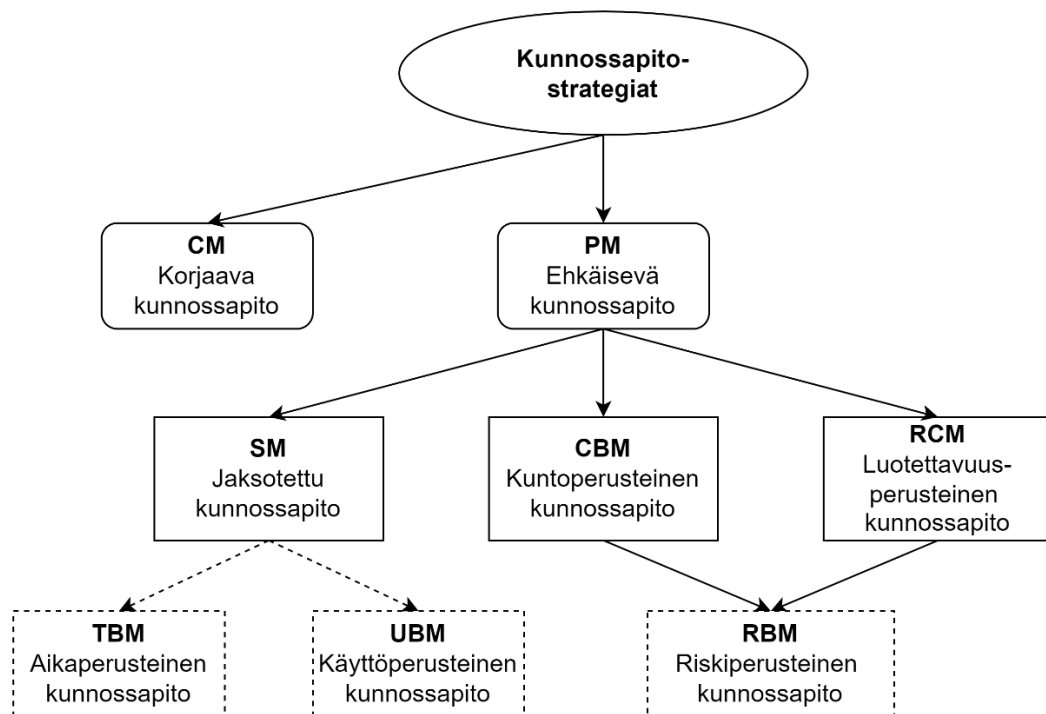 Kunnossapito-
strategiat
CM
Korjaava
kunnossapito
PM
Ehkäisevä
kunnossapito
SM
Jaksotettu
kunnossapito
CBM
Kuntoperusteinen
kunnossapito
RCM
Luotettavuus-
perusteinen
kunnossapito
TBM
Aikaperusteinen
kunnossapito
UBM
Käyttöperusteinen
kunnossapito
RBM
Riskiperusteinen
kunnossapito